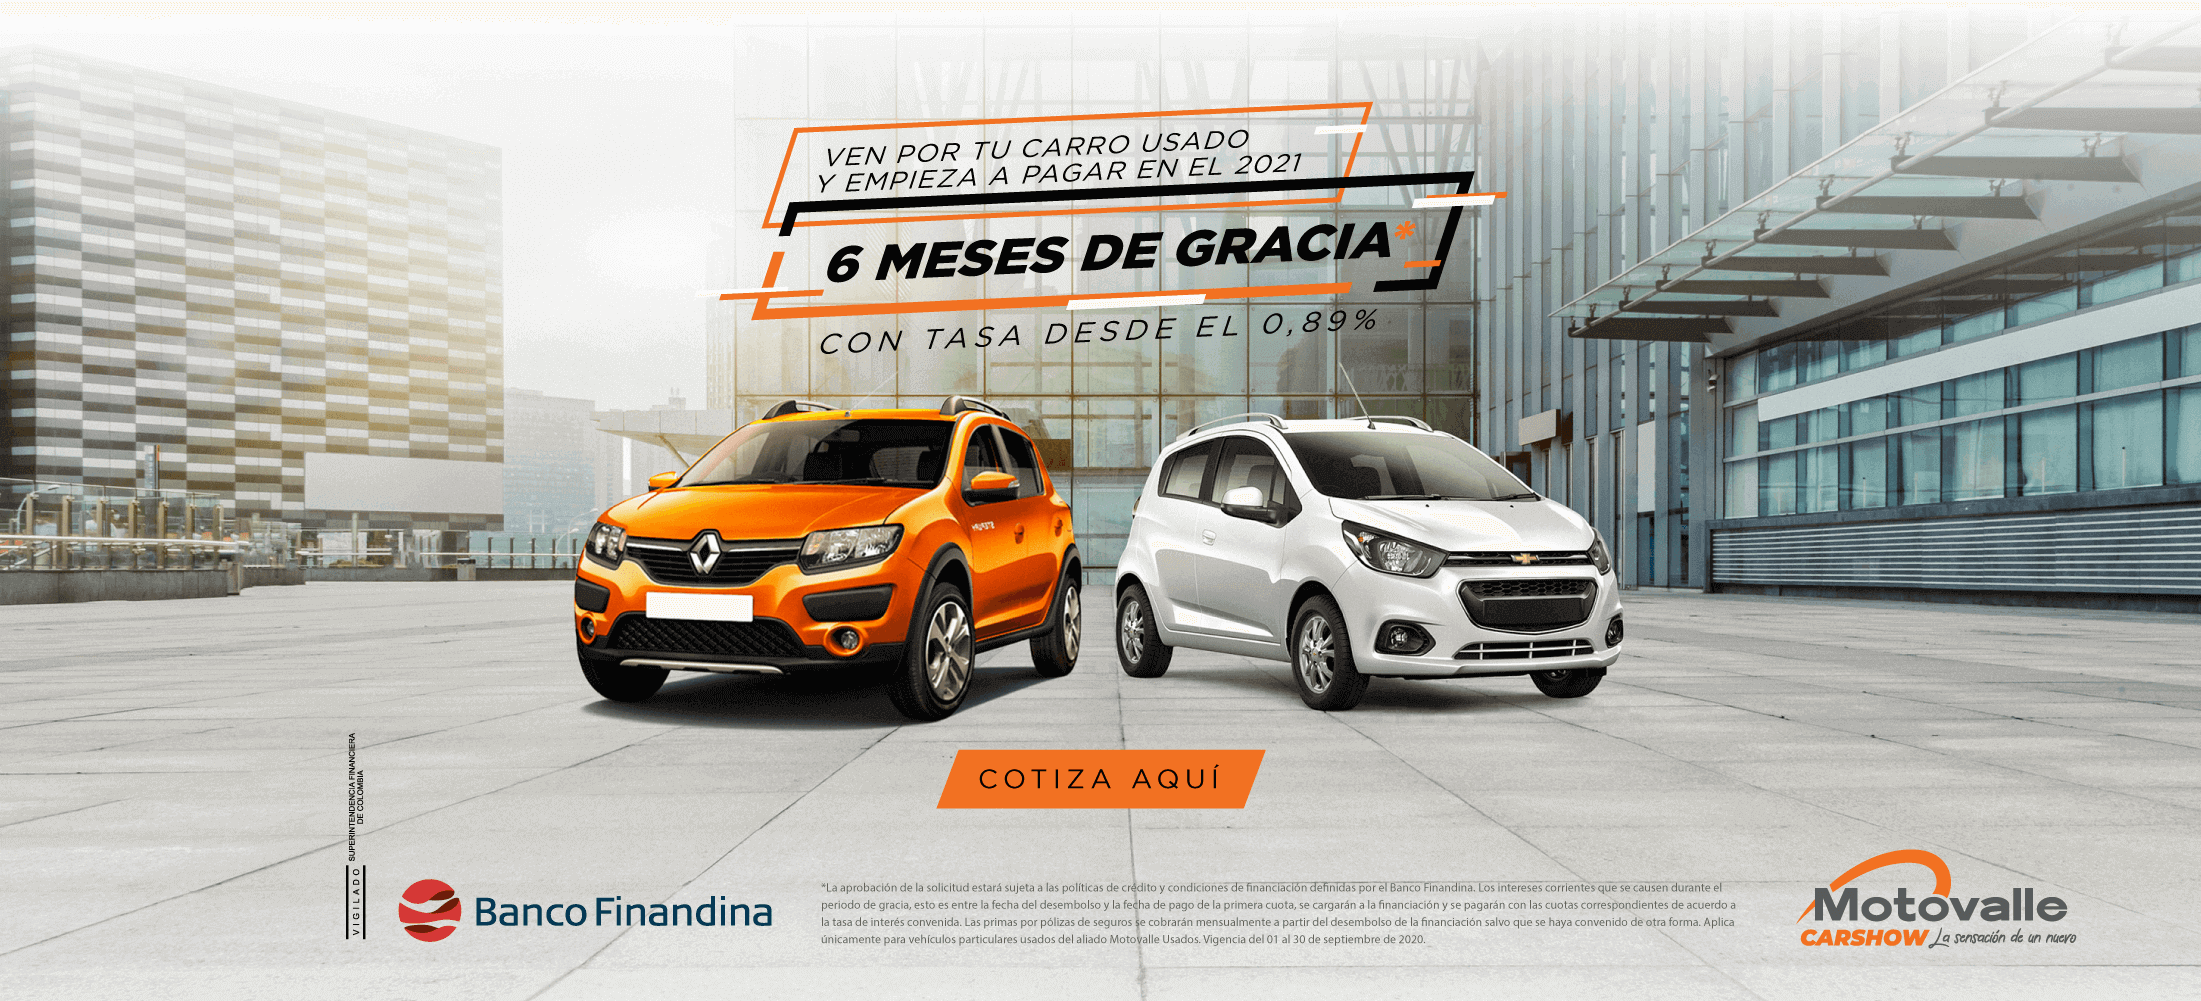 VEN POR TU CARRO USADO
Y EMPIEZA A PAGAR EN EL 2021
6 MESES DE GRACIA*
CON TASA DESDE EL 0,89%
COTIZA AQUÍ
VIGILADO SUPERINTENDENCIA FINANCIERA
DE COLOMBIA
Banco Finandina
*La aprobación de la solicitud estará sujeta a las políticas de crédito y condiciones de financiación definidas por el Banco Finandina. Los intereses corrientes que se causen durante el
periodo de gracia, esto es entre la fecha del desembolso y la fecha de pago de la primera cuota, se cargarán a la financiación y se pagarán con las cuotas correspondientes de acuerdo a
la tasa de interés convenida. Las primas por pólizas de seguros se cobrarán mensualmente a partir del desembolso de la financiación salvo que se haya convenido de otra forma. Aplica
únicamente para vehículos particulares usados del aliado Motovalle Usados. Vigencia del 01 al 30 de septiembre de 2020.
Motovalle
CARSHOW La sensación de un nuevo